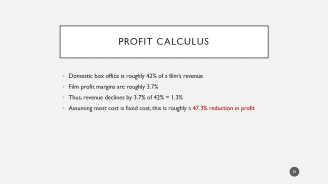 PROFIT CALCULUS
• Domestic box office is roughly 42% of a film's revenue
• Film profit margins are roughly 3.7%
• Thus, revenue declines by 3.7% of 42% = 1.3%
• Assuming most cost is fixed cost, this is roughly a 47.3% reduction in profit